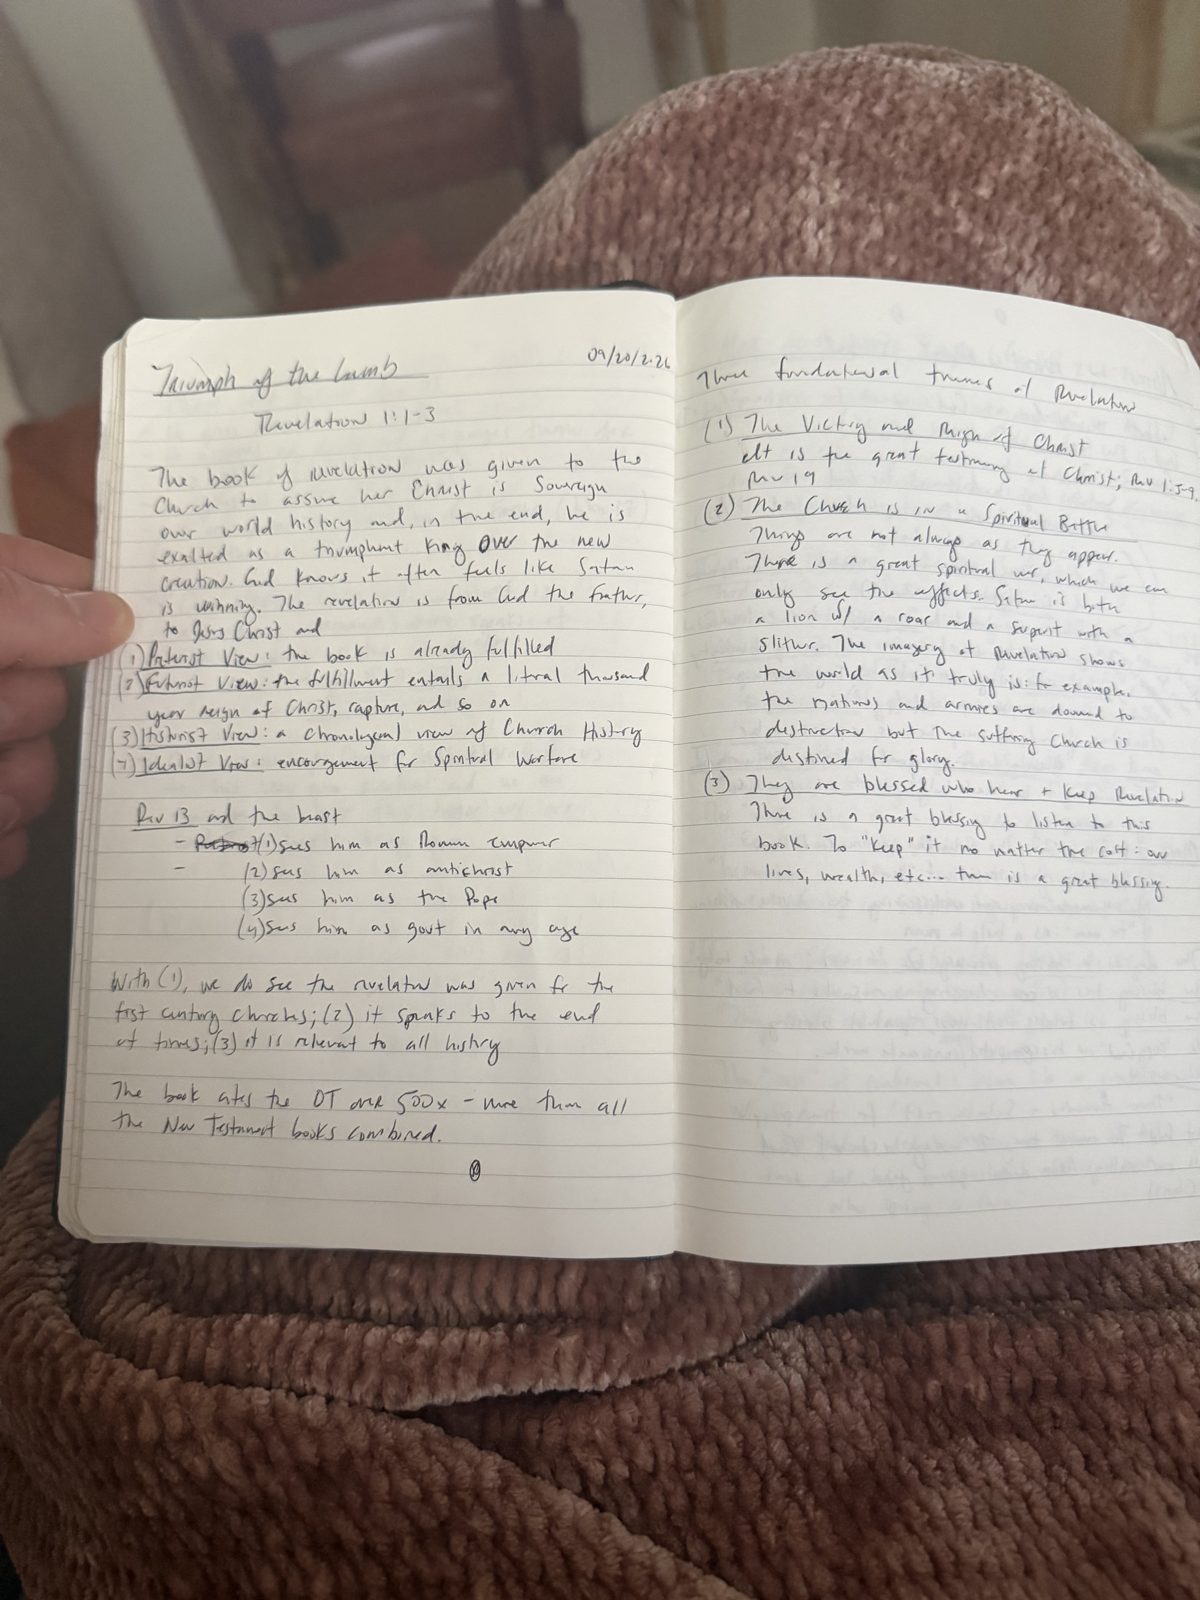 09/20/2.26
Triumph of the Lamb
Revelation 1:1-3
The book of revelation was given to the
Church to assure her Christ is Sovereign
over world history and, in the end, he is
exalted as a triumphant King over the new
creation. God knows it often feels like Satan
is winning. The revelation is from God the Father,
to Jesus Christ and
(1) Preterist View: the book is already fulfilled
(2) Futurist View: the fulfillment entails a literal thousand
year reign of Christ, rapture, and so on
(3) Historist View: a chronological view of Church History
(4) Idealist View: encouragement for Spiritual Warfare
Rev 13 and the beast
- (1) sees him as Roman emperor
- (2) sees him as antichrist
(3) sees him as the Pope
(4) sees him as govt in any age
With (1), we do see the revelation was given for the
first century churches; (2) it speaks to the end
of times; (3) it is relevant to all history
The book cites the OT over 500x - more than all
the New Testament books combined.
Three fundamental themes of Revelation
(1) The Victory and Reign of Christ
It is the great testimony of Christ; Rev 1:5-9,
Rev 19
(2) The Church is in a Spiritual Battle
Things are not always as they appear.
There is a great spiritual war, which we can
only see the effects. Satan is both
a lion w/ a roar and a serpent with a
slither. The imagery of Revelation shows
the world as it truly is: for example,
the nations and armies are doomed to
destruction but the suffering Church is
destined for glory.
(3) They are blessed who hear + keep Revelation
There is a great blessing to listen to this
book. To "keep" it no matter the cost: our
lives, wealth, etc... there is a great blessing.